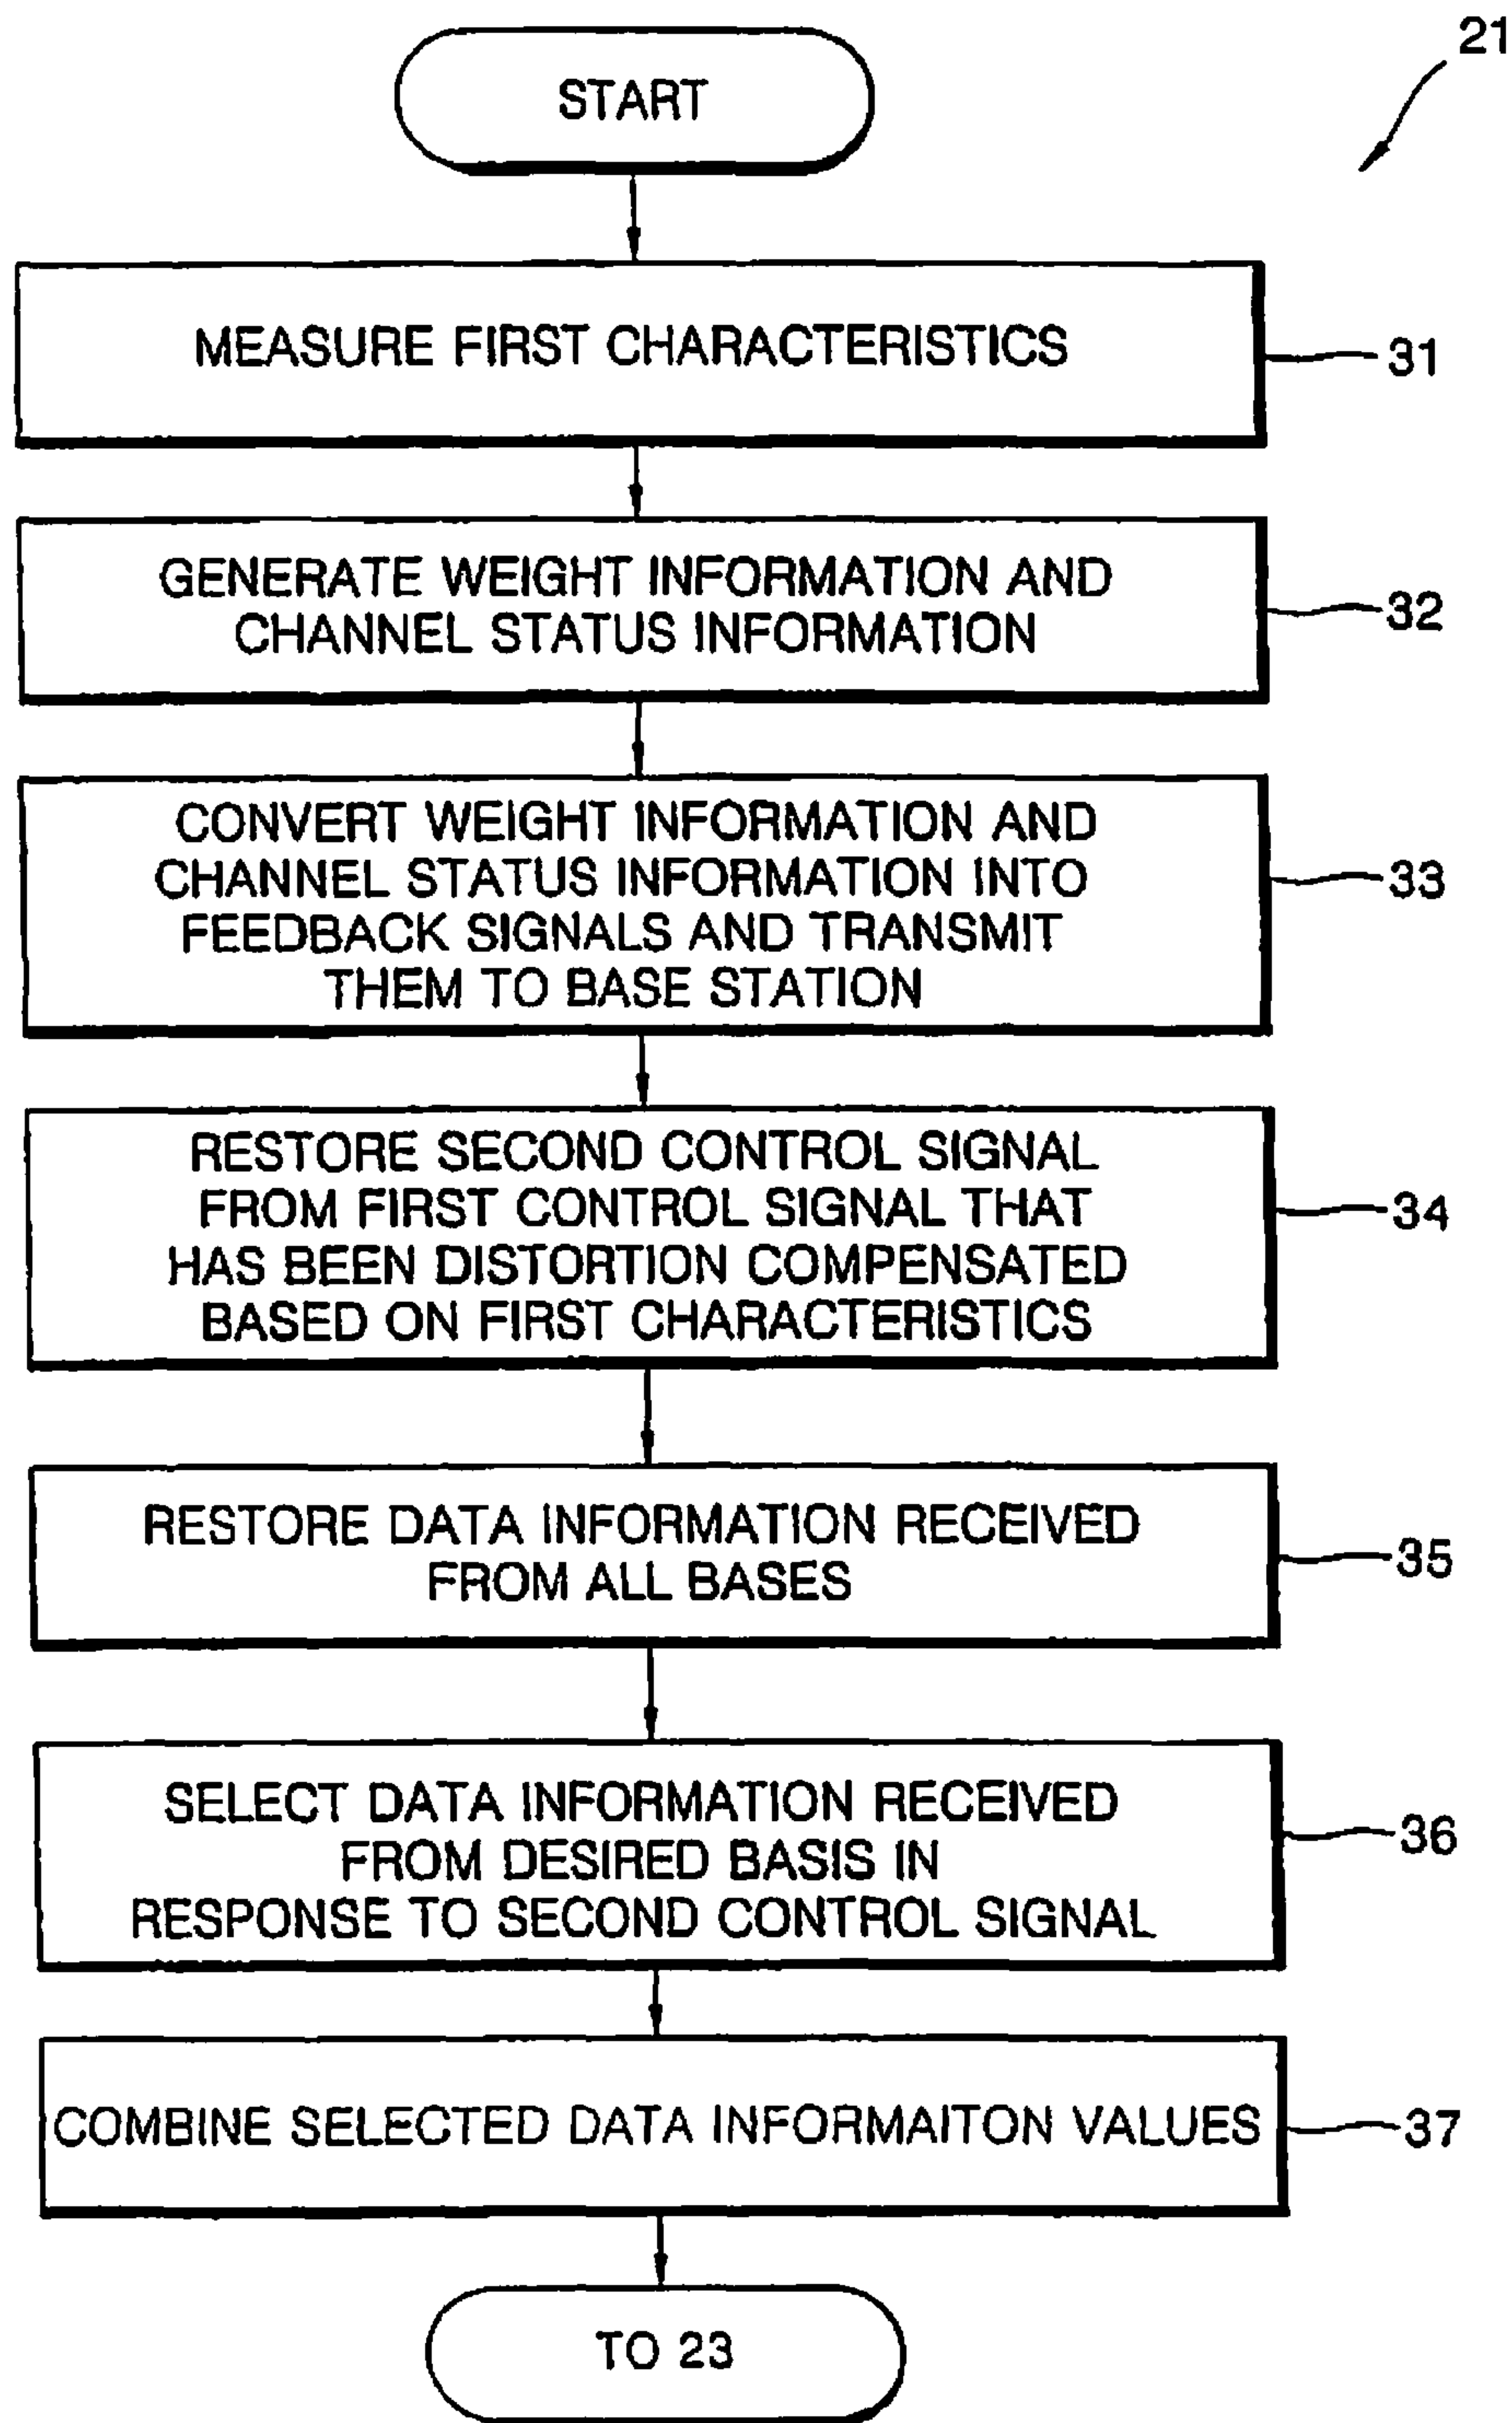 21
START
MEASURE FIRST CHARACTERISTICS
31
GENERATE WEIGHT INFORMATION AND
CHANNEL STATUS INFORMATION
32
CONVERT WEIGHT INFORMATION AND
CHANNEL STATUS INFORMATION INTO
FEEDBACK SIGNALS AND TRANSMIT
THEM TO BASE STATION
33
RESTORE SECOND CONTROL SIGNAL
FROM FIRST CONTROL SIGNAL THAT
HAS BEEN DISTORTION COMPENSATED
BASED ON FIRST CHARACTERISTICS
34
RESTORE DATA INFORMATION RECEIVED
FROM ALL BASES
35
SELECT DATA INFORMATION RECEIVED
FROM DESIRED BASIS IN
RESPONSE TO SECOND CONTROL SIGNAL
36
COMBINE SELECTED DATA INFORMAITON VALUES
37
TO 23